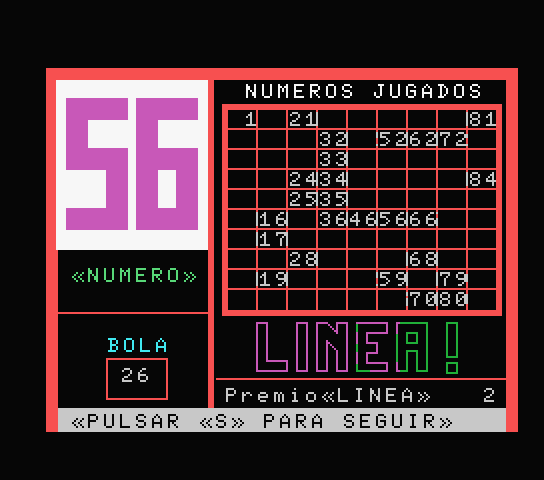 NUMEROS JUGADOS
56
1 21 81
32 52 62 72
33
24 34 84
25 35
16 36 46 56 66
17
28 68
19 59 79
70 80
«NUMERO»
LINEA!
BOLA
26
Premio«LINEA» 2
«PULSAR «S» PARA SEGUIR»